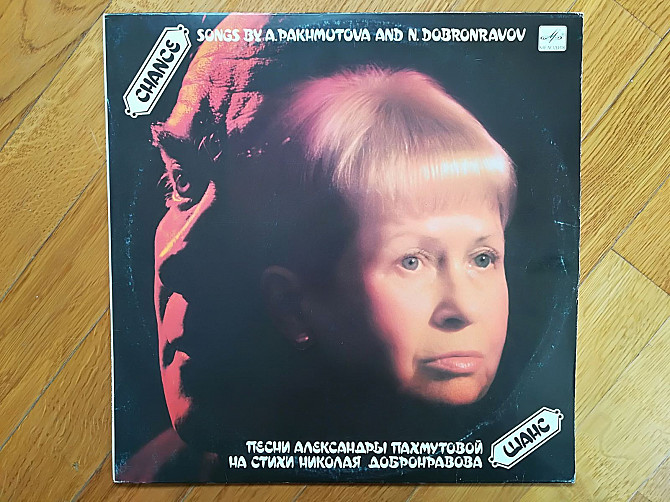 CHANCE
SONGS BY A. PAKHMUTOVA AND N. DOBRONRAVOV
ПЕСНИ АЛЕКСАНДРЫ ПАХМУТОВОЙ
НА СТИХИ НИКОЛАЯ ДОБРОНРАВОВА
ШАНС